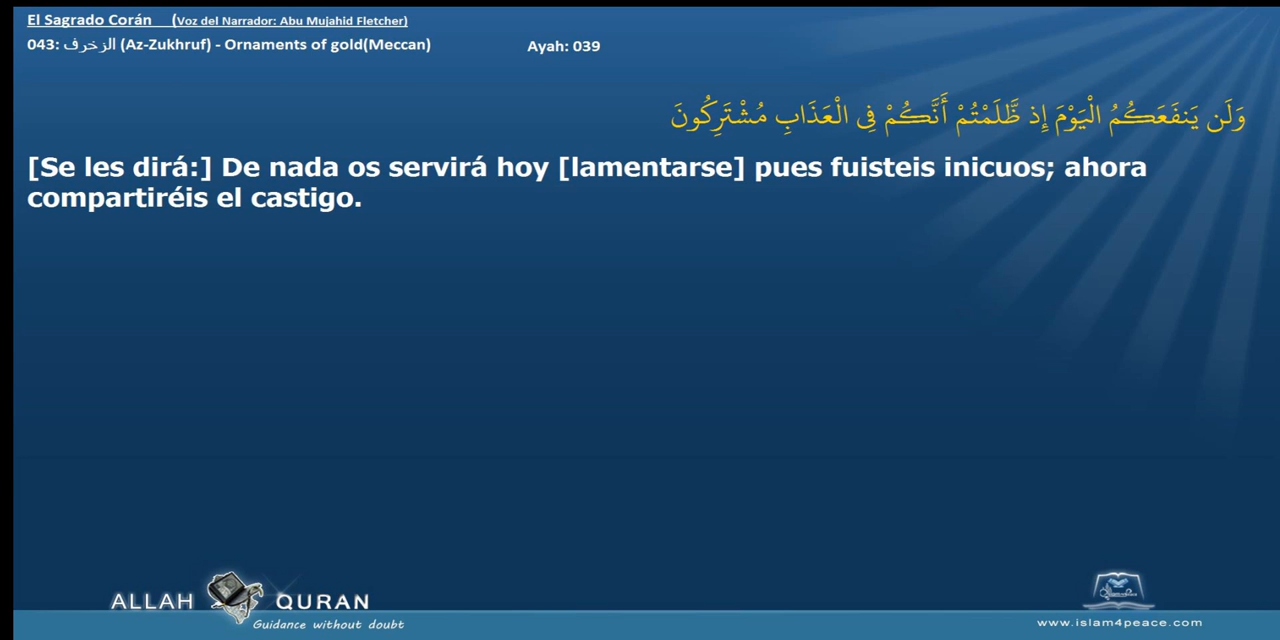 El Sagrado Corán (Voz del Narrador: Abu Mujahid Fletcher)
043: الزخرف (Az-Zukhruf) - Ornaments of gold(Meccan) Ayah: 039
وَلَن يَنفَعَكُمُ الْيَوْمَ إِذ ظَّلَمْتُمْ أَنَّكُمْ فِي الْعَذَابِ مُشْتَرِكُونَ
[Se les dirá:] De nada os servirá hoy [lamentarse] pues fuisteis inicuos; ahora
compartiréis el castigo.
ALLAH QURAN
Guidance without doubt
www.islam4peace.com